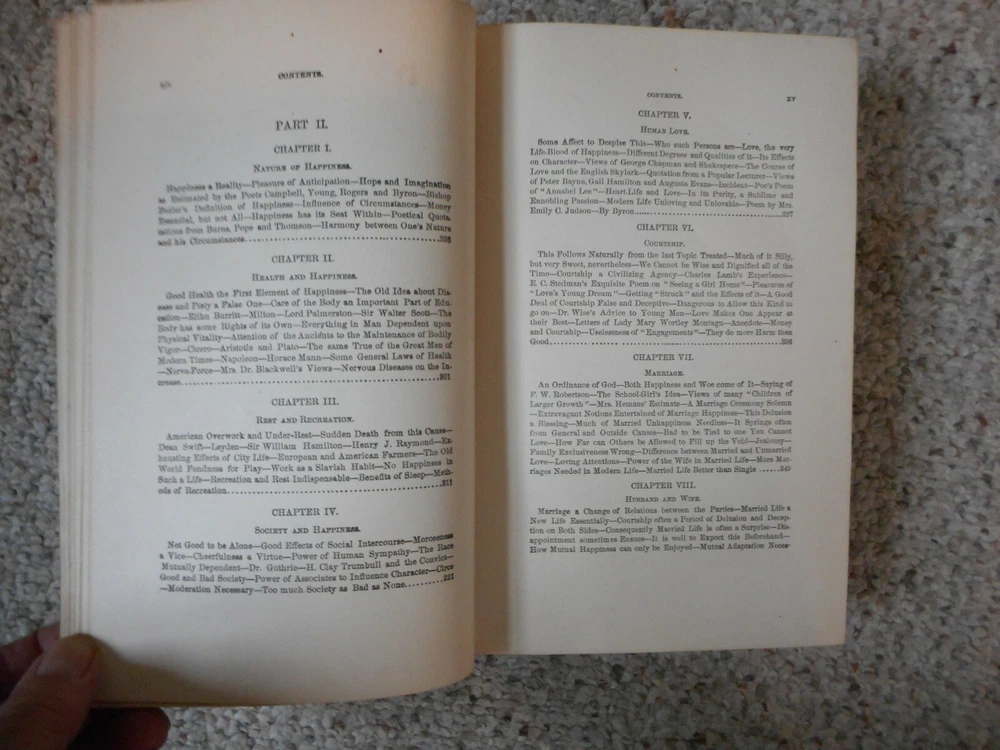 CONTENTS.
PART II.
CHAPTER I.
NATURE OF HAPPINESS.
Happiness a Reality—Pleasure of Anticipation—Hope and Imagination
as Estimated by the Poets Campbell, Young, Rogers and Byron—Bishop
Definition of Happiness—Influence of Circumstances—Money
Essential, but not All—Happiness has its Seat Within—Poetical Quota-
tations from Burns, Pope and Thomson—Harmony between One's Nature
and his Circumstances
CHAPTER II.
HEALTH AND HAPPINESS.
Good Health the First Element of Happiness—The Old Idea about Dis-
ease and Piety a False One—Care of the Body an Important Part of Edu-
cation—Elihu Burritt—Milton—Lord Palmerston—Sir Walter Scott—The
Body has some Rights of its Own—Everything in Man Dependent upon
Physical Vitality—Attention of the Ancients to the Maintenance of Bodily
Vigor—Cicero—Aristotle and Plato—The same True of the Great Men of
Modern Times—Napoleon—Horace Mann—Some General Laws of Health
—Nerve-Force—Mrs. Dr. Blackwell's Views—Nervous Diseases on the In-
crease 301
CHAPTER III.
REST AND RECREATION.
American Overwork and Under-Rest—Sudden Death from this Cause—
Dean Swift—Leyden—Sir William Hamilton—Henry J. Raymond—Ex-
hausting Effects of City Life—European and American Farmers—The Old
World Fondness for Play—Work as a Slavish Habit—No Happiness in
Such a Life—Recreation and Rest Indispensable—Benefits of Sleep—Meth-
ods of Recreation
CHAPTER IV.
SOCIETY AND HAPPINESS.
Not Good to be Alone—Good Effects of Social Intercourse—Moroseness
a Vice—Cheerfulness a Virtue—Power of Human Sympathy—The Race
Mutually Dependent—Dr. Guthrie—H. Clay Trumbull and the Convict—
Good and Bad Society—Power of Associates to Influence Character—
—Moderation Necessary—Too much Society as Bad as None
CONTENTS. XV
CHAPTER V.
HUMAN LOVE.
Some Affect to Despise This—Who such Persons are—Love, the very
Life-Blood of Happiness—Different Degrees and Qualities of it—Its Effects
on Character—Views of George Chapman and Shakespere—The Course of
Love and the English Skylark—Quotation from a Popular Lecturer—Views
of Peter Bayne, Gail Hamilton and Augusta Evans—Incident—Poe's Poem
of "Annabel Lee"—Heart-Life and Love—In its Purity, a Sublime and
Ennobling Passion—Modern Life Unloving and Unlovable—Poem by Mrs.
Emily C. Judson—By Byron 327
CHAPTER VI.
COURTSHIP.
This Follows Naturally from the last Topic Treated—Much of it Silly,
but very Sweet, nevertheless—We Cannot be Wise and Dignified all of the
Time—Courtship a Civilizing Agency—Charles Lamb's Experience—
E. C. Stedman's Exquisite Poem on "Seeing a Girl Home"—Pleasures of
"Love's Young Dream"—Getting "Struck" and the Effects of it—A Good
Deal of Courtship False and Deceptive—Dangerous to Allow this Kind to
go on—Dr. Wise's Advice to Young Men—Love Makes One Appear at
their Best—Letters of Lady Mary Wortley Montagu—Anecdote—Money
and Courtship—Uselessness of "Engagements"—They do more Harm than
Good
CHAPTER VII.
MARRIAGE.
An Ordinance of God—Both Happiness and Woe come of It—Saying of
F. W. Robertson—The School-Girl's Idea—Views of many "Children of
Larger Growth"—Mrs. Hemans' Estimate—A Marriage Ceremony Solemn
—Extravagant Notions Entertained of Marriage Happiness—This Delusion
a Blessing—Much of Married Unhappiness Needless—It Springs often
from General and Outside Causes—Bad to be Tied to one You Cannot
Love—How Far can Others be Allowed to Fill up the Void—Jealousy—
Family Exclusiveness Wrong—Difference between Married and Unmarried
Love—Loving Attentions—Power of the Wife in Married Life—More Mar-
riages Needed in Modern Life—Married Life Better than Single ......349
CHAPTER VIII.
HUSBAND AND WIFE.
Marriage a Change of Relations between the Parties—Married Life a
New Life Essentially—Courtship often a Period of Delusion and Decep-
tion on Both Sides—Consequently Married Life is often a Surprise—Dis-
appointment sometimes Ensues—It is well to Expect this Beforehand—
How Mutual Happiness can only be Enjoyed—Mutual Adaptation Neces-